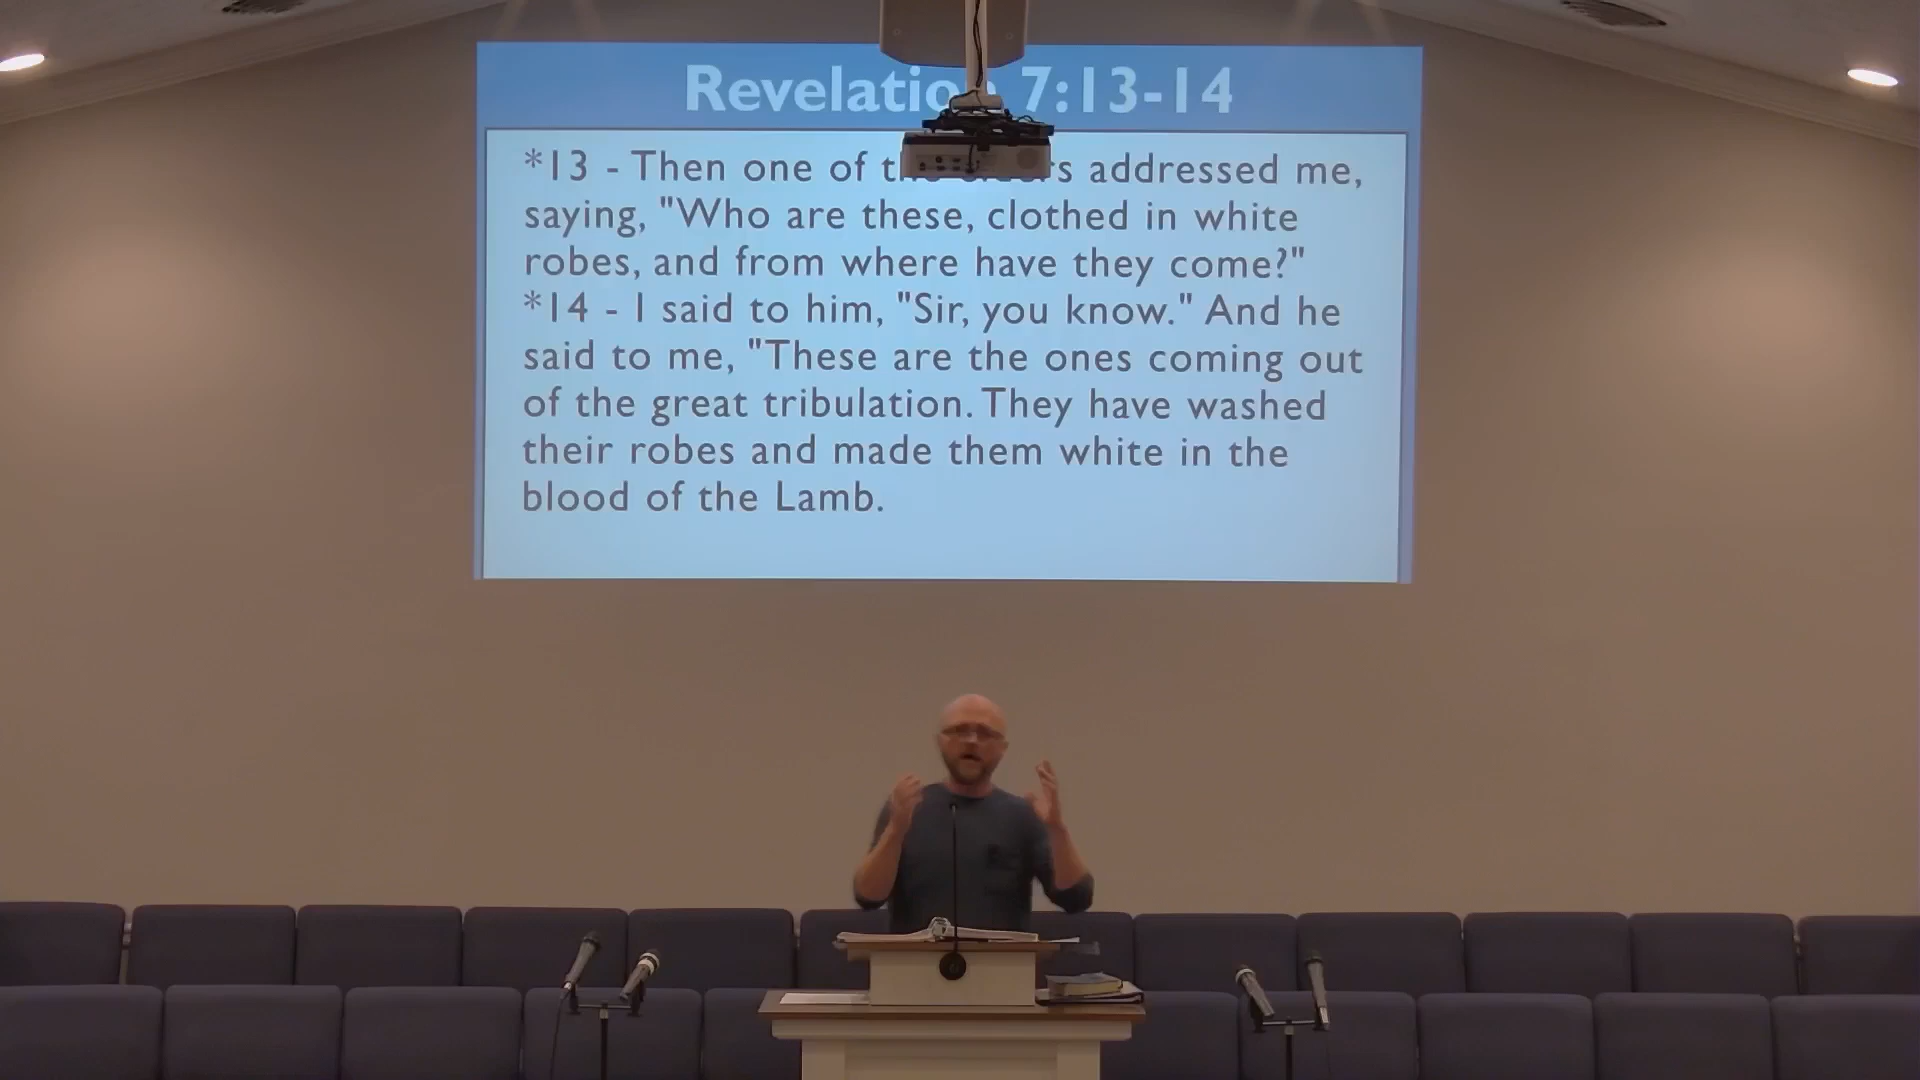 Revelation 7:13-14
*13 - Then one of the elders addressed me,
saying, "Who are these, clothed in white
robes, and from where have they come?"
*14 - I said to him, "Sir, you know." And he
said to me, "These are the ones coming out
of the great tribulation. They have washed
their robes and made them white in the
blood of the Lamb.